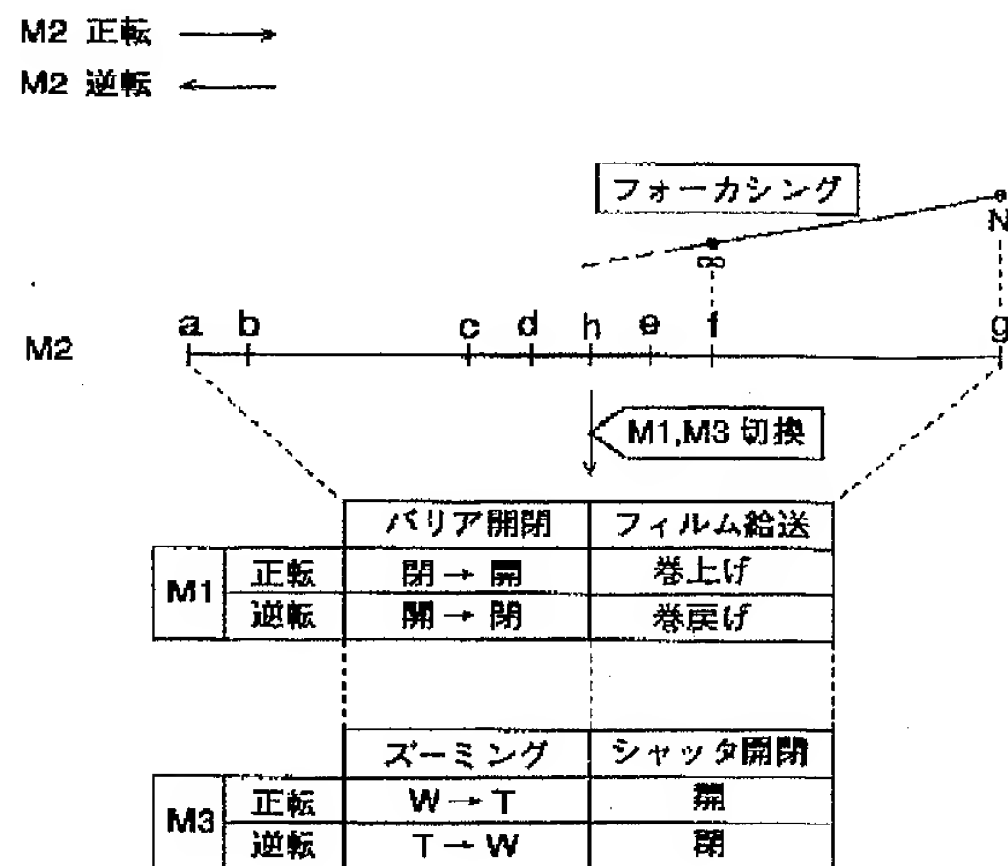 M2 正転 →
M2 逆転 ←
フォーカシング
N
∞
a b c d h e f g
M2
M1,M3 切換
バリア開閉 フィルム給送
M1 正転 閉→開 巻上げ
逆転 開→閉 巻戻げ
ズーミング シャッタ開閉
M3 正転 W→T 開
逆転 T→W 閉